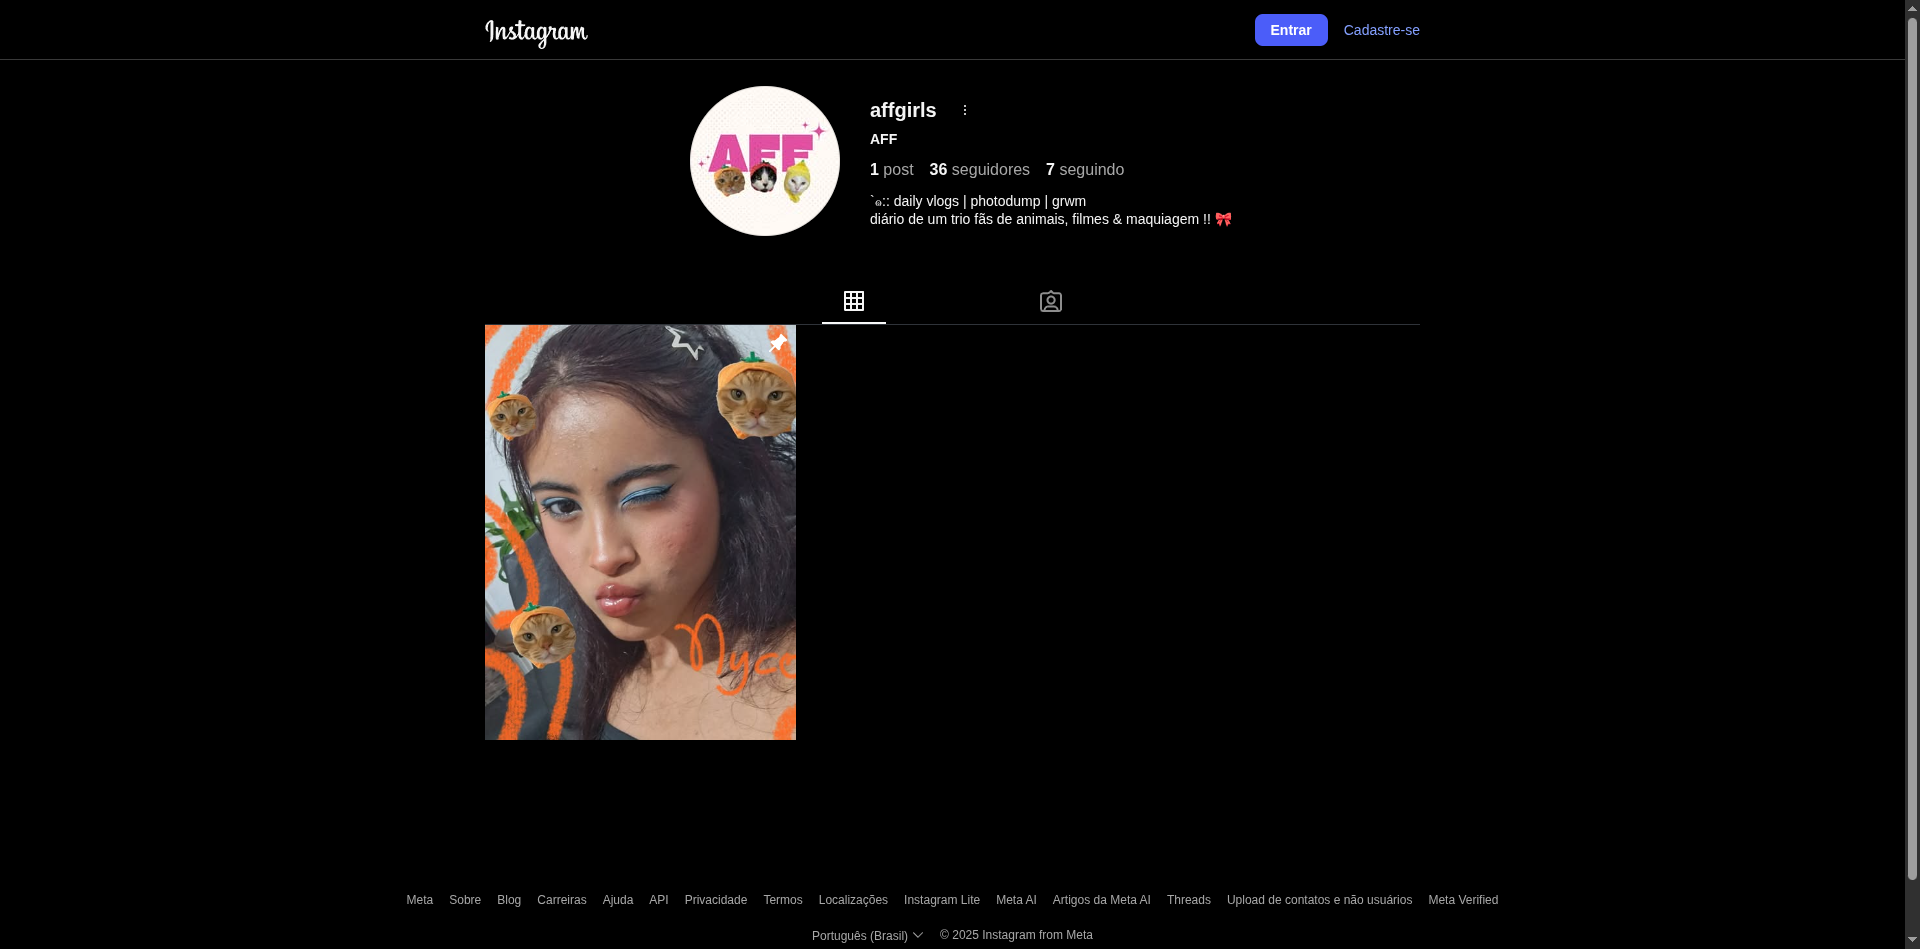 Instagram
Entrar
Cadastre-se
AFF
affgirls
AFF
1 post 36 seguidores 7 seguindo
`๑:: daily vlogs | photodump | grwm
diário de um trio fãs de animais, filmes & maquiagem !! 🎀
Nyce
Meta Sobre Blog Carreiras Ajuda API Privacidade Termos Localizações Instagram Lite Meta AI Artigos da Meta AI Threads Upload de contatos e não usuários Meta Verified
Português (Brasil) © 2025 Instagram from Meta